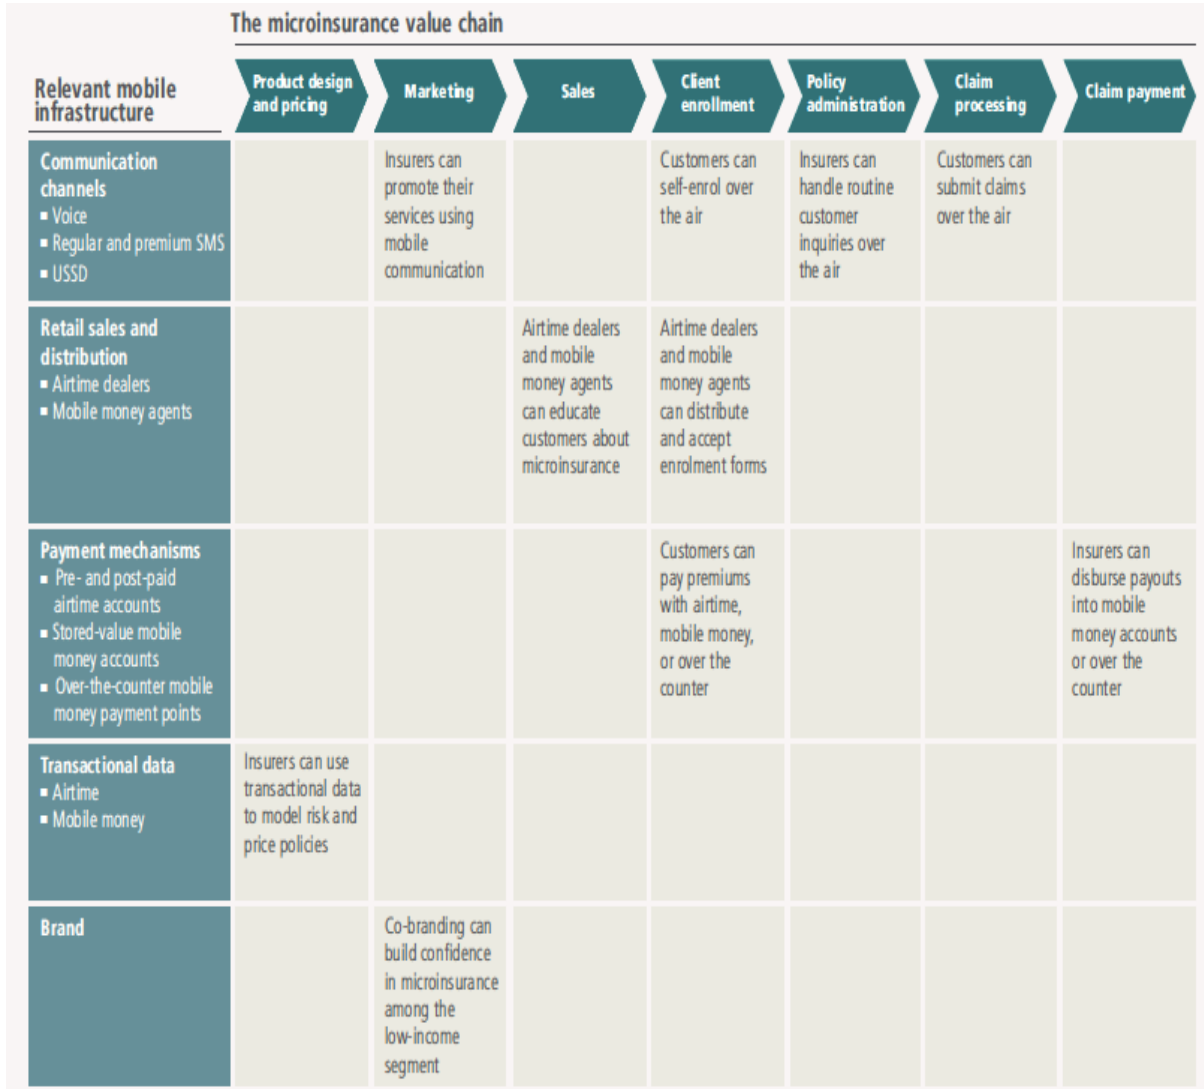 The microinsurance value chain
Relevant mobile
infrastructure
Product design
and pricing
Marketing
Sales
Client
enrollment
Policy
administration
Claim
processing
Claim payment
Communication
channels
▪ Voice
▪ Regular and premium SMS
▪ USSD
Insurers can
promote their
services using
mobile
communication
Customers can
self-enrol over
the air
Insurers can
handle routine
customer
inquiries over
the air
Customers can
submit claims
over the air
Retail sales and
distribution
▪ Airtime dealers
▪ Mobile money agents
Airtime dealers
and mobile
money agents
can educate
customers about
microinsurance
Airtime dealers
and mobile
money agents
can distribute
and accept
enrolment forms
Payment mechanisms
▪ Pre- and post-paid
airtime accounts
▪ Stored-value mobile
money accounts
▪ Over-the-counter mobile
money payment points
Customers can
pay premiums
with airtime,
mobile money,
or over the
counter
Insurers can
disburse payouts
into mobile
money accounts
or over the
counter
Transactional data
▪ Airtime
▪ Mobile money
Insurers can use
transactional data
to model risk and
price policies
Brand
Co-branding can
build confidence
in microinsurance
among the
low-income
segment